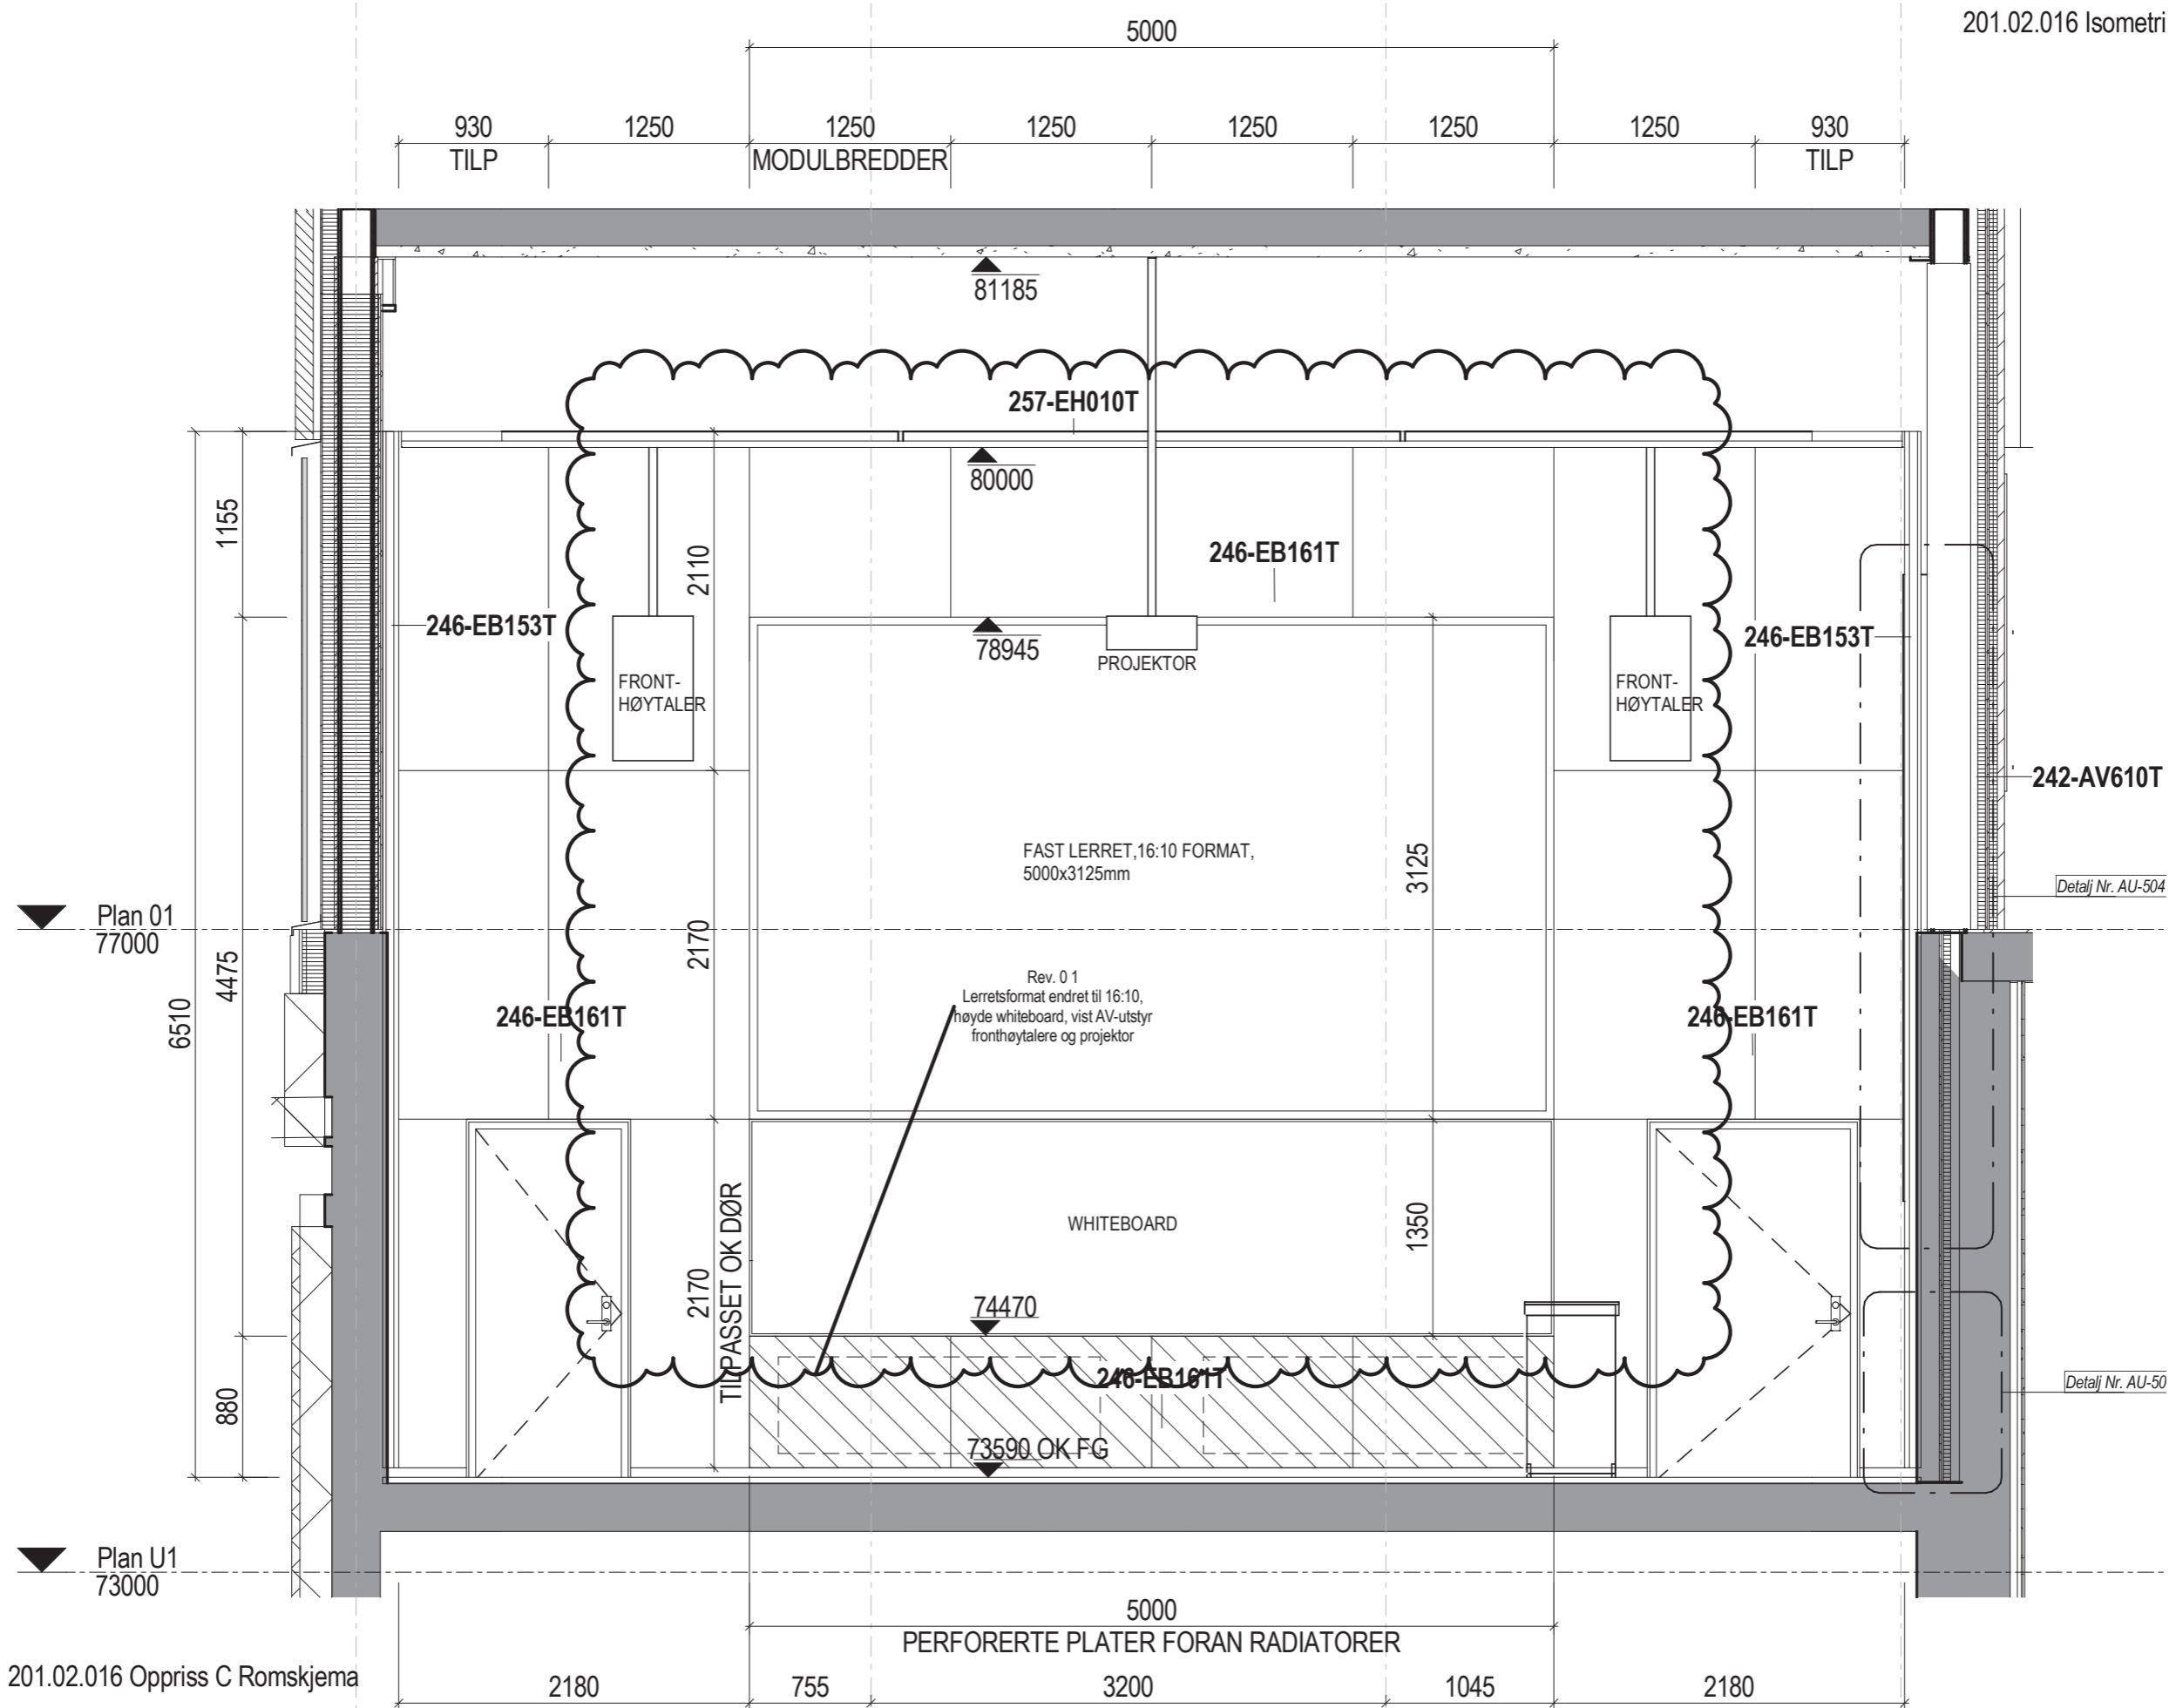 201.02.016 Isometri
5000
930 1250 1250 1250 1250 1250 1250 930
TILP MODULBREDDER TILP
81185
257-EH010T
80000
1155
2110
246-EB161T
246-EB153T
246-EB153T
78945
PROJEKTOR
FRONT-
HØYTALER
FRONT-
HØYTALER
242-AV610T
FAST LERRET,16:10 FORMAT,
5000x3125mm
3125
Detalj Nr. AU-504
Plan 01
77000
2170
4475
6510
Rev. 0 1
Lerretsformat endret til 16:10,
høyde whiteboard, vist AV-utstyr
fronthøytalere og projektor
246-EB161T
246-EB161T
WHITEBOARD
1350
2170
TILPASSET OK DØR
74470
880
246-EB161T
Detalj Nr. AU-50
73590 OK FG
Plan U1
73000
5000
PERFORERTE PLATER FORAN RADIATORER
201.02.016 Oppriss C Romskjema
2180 755 3200 1045 2180